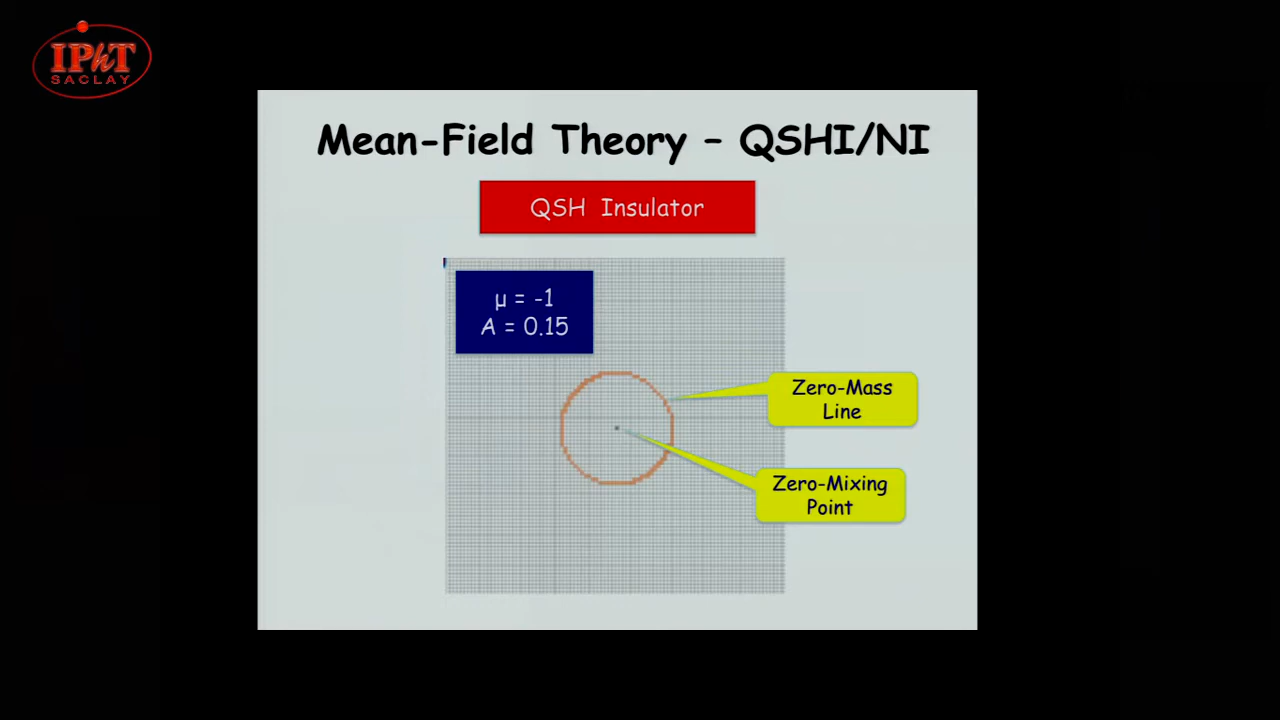 IPhT
SACLAY
Mean-Field Theory – QSHI/NI
QSH Insulator
μ = -1
A = 0.15
Zero-Mass
Line
Zero-Mixing
Point